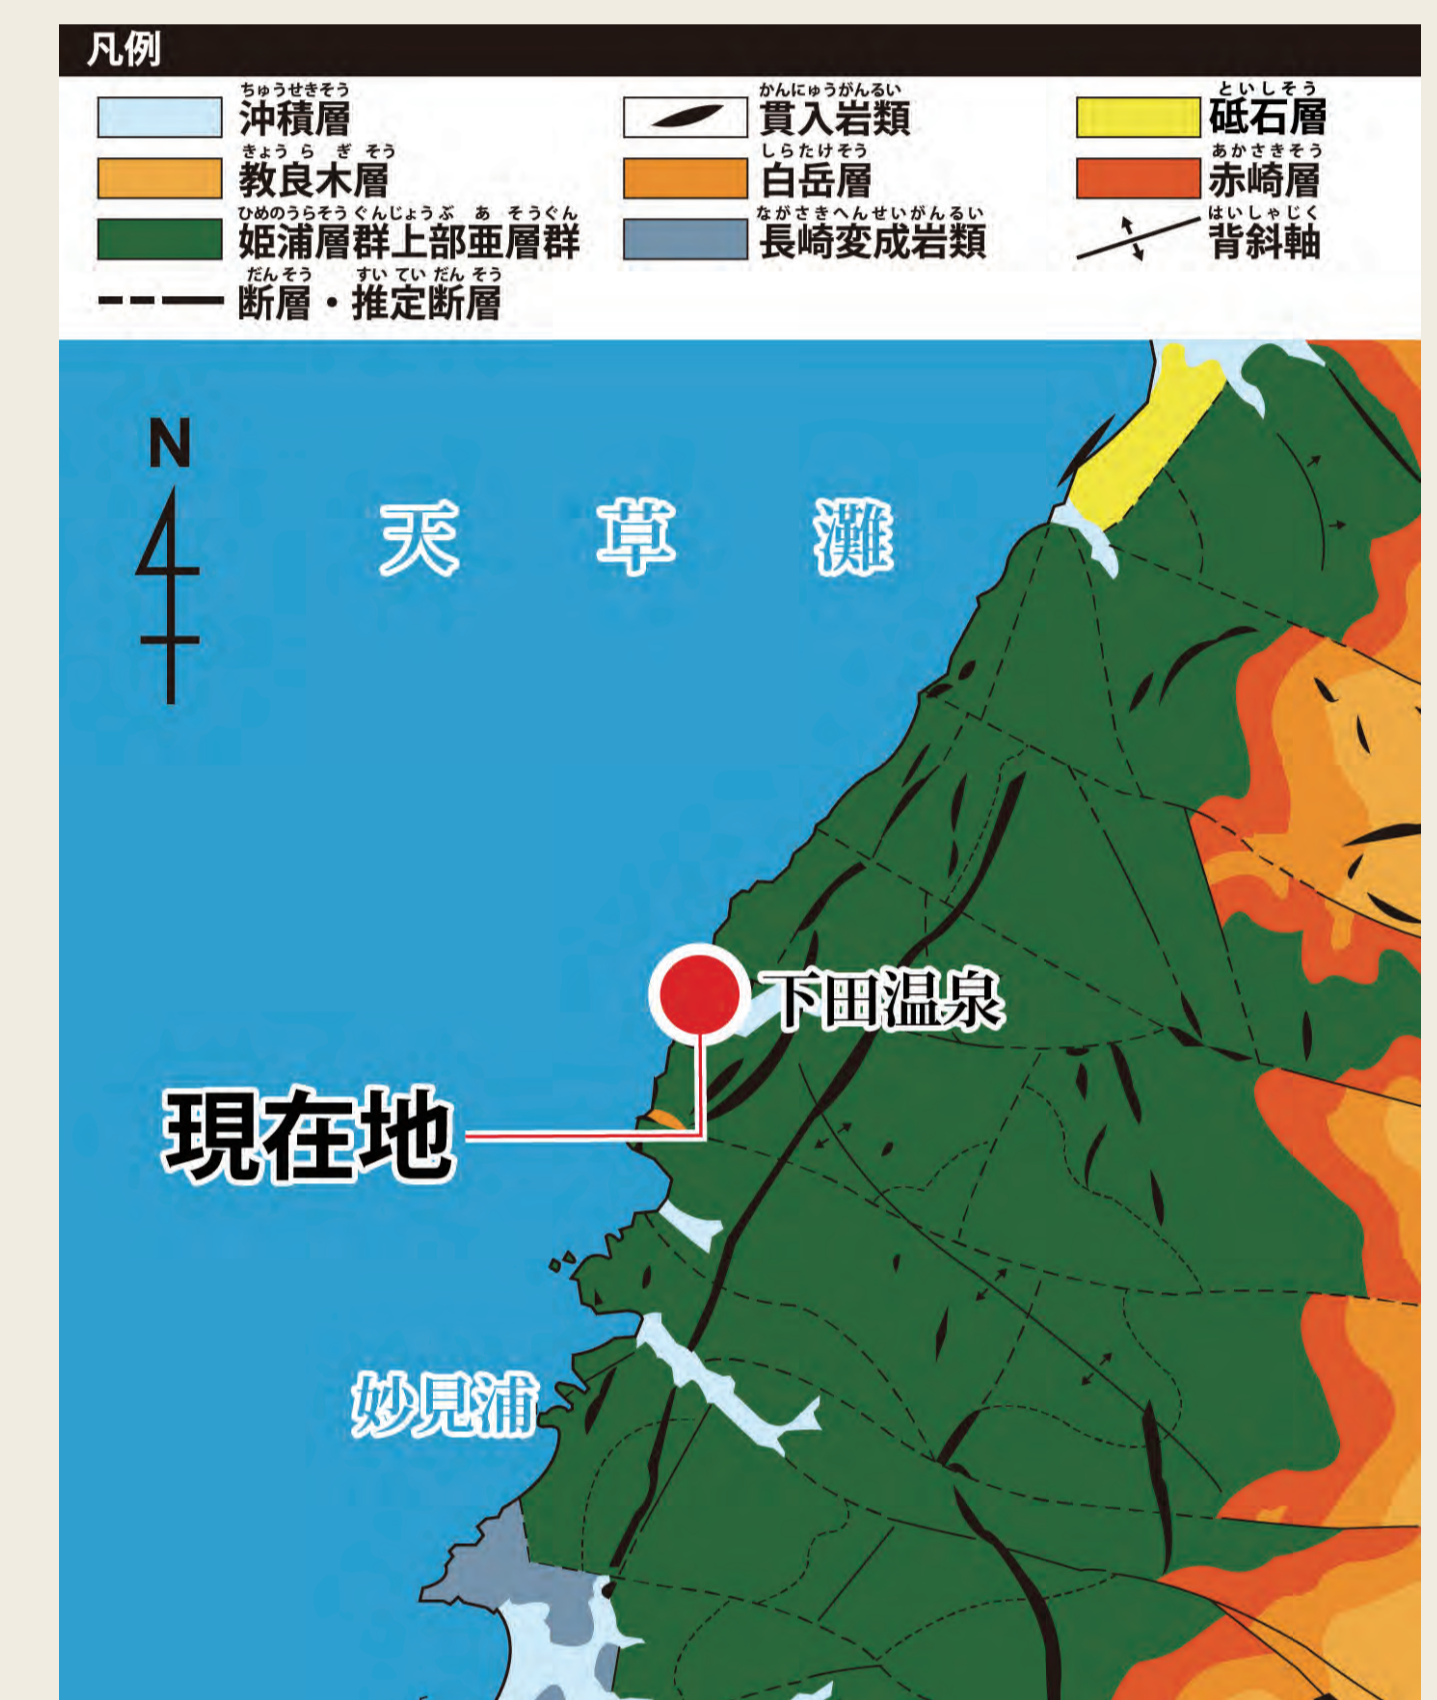 凡例
ちゅうせきそう
沖積層
かんにゅうがんるい
貫入岩類
といしそう
砥石層
きょうらぎそう
教良木層
しらたけそう
白岳層
あかさきそう
赤崎層
ひめのうらそうぐんじょうぶあそうぐん
姫浦層群上部亜層群
ながさきへんせいがんるい
長崎変成岩類
はいしゃじく
背斜軸
だんそう すいていだんそう
断層・推定断層
N
天草灘
下田温泉
現在地
妙見浦